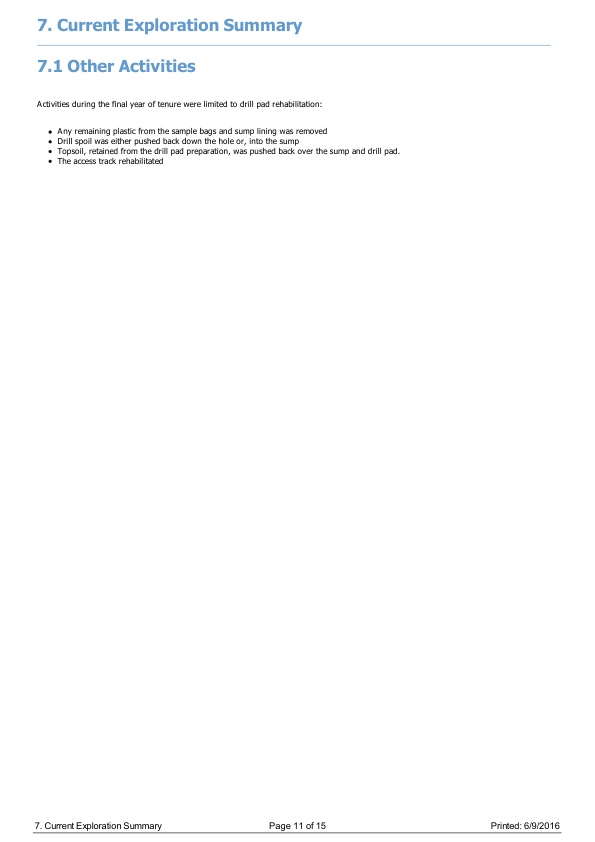 7. Current Exploration Summary
7.1 Other Activities
Activities during the final year of tenure were limited to drill pad rehabilitation:
• Any remaining plastic from the sample bags and sump lining was removed
• Drill spoil was either pushed back down the hole or, into the sump
• Topsoil, retained from the drill pad preparation, was pushed back over the sump and drill pad.
• The access track rehabilitated
7. Current Exploration Summary Page 11 of 15 Printed: 6/9/2016